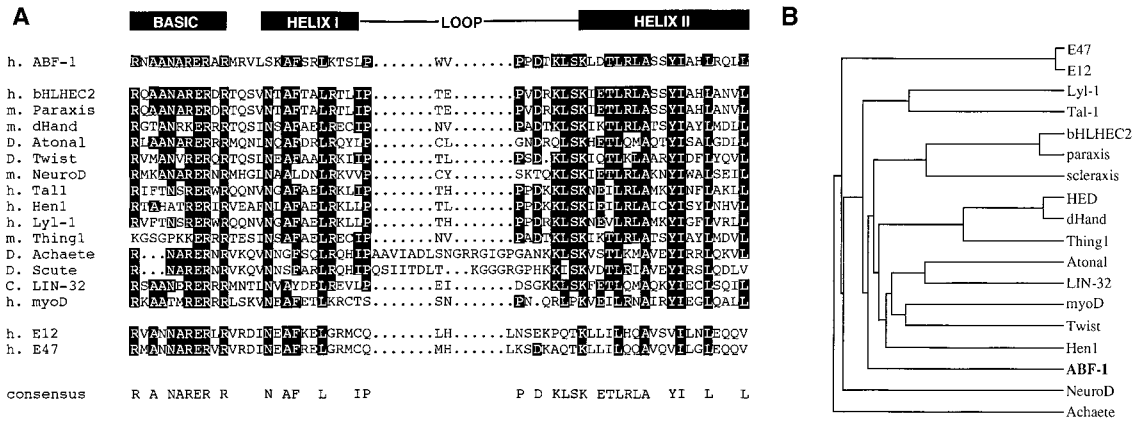 A
BASIC HELIX I LOOP HELIX II
h. ABF-1 RNAANARERARMRVLSKAFSRLKTSLP.......WV........PPDTKLSKLDTLRLASSYIAHLRQLL
h. bHLHEC2 RQAANARERDRTQSVNTAFTALRTLIP.......TE........PVDRKLSKIETLRLASSYIAHLANVL
m. Paraxis RQAANARERDRTQSVNTAFTALRTLIP.......TE........PVDRKLSKIETLRLASSYIAHLANVL
m. dHand RGTANRKERRRTQSINSAFAELRECIP.......NV........PADTKLSKIKTLRLATSYIAYLMDLL
D. Atonal RLAANARERRRMQNLNQAFDRLRQYLP.......CL........GNDRQLSKHETLQMAQTYISALGDLL
D. Twist RVMANVRERQRTQSLNDAFKSLQQIIP.......TL........PSD.KLSKIQTLKLAARYIDFLYQVL
m. NeuroD RMKANARERNRMHGLNAALDNLRKVVP.......CY........SKTQKLSKIETLRLAKNYIWALSEIL
h. Tal1 RIFTNSRERWRQQNVNGAFAELRKLIP.......TH........PPDKKLSKNEILRLAMKYINFLAKLL
h. Hen1 RTAHATRERIRVEAFNLAFAELRKLLP.......TL........PPDKKLSKIEILRLAICYISYLNHVL
h. Lyl-1 RVFTNSRERWRQQNVNGAFAELRKLLP.......TH........PPDRKLSKNEVLRLAMKYIGFLVRLL
m. Thing1 KGSGPKKERRRTESINSAFAELRECIP.......NV........PADTKLSKIKTLRLATSYIAYLMDVL
D. Achaete R...NARERNRVKQVNNGFSQLRQHIPAAVIADLSNGRRGIGPGANKKLSKVSTLKMAVEYIRRLQKVL
D. Scute R...NARERNRVKQVNNSFARLRQHIPQSIITDLT...KGGGRGPHKKISKVDTLRIAVEYIRSLQDLV
C. LIN-32 RSAANERERRRMNTLNVAYDELREVLP.......EI........DSGKKLSKFETLQMAQKYIECLSQIL
h. myoD RKAATMRERRRLSKVNEAFETLKRCTS.......SN........PN.QRLPKVEILRNAIRYIEGLQALL
h. E12 RVANNARERLRVRDINEAFKELGRMCQ.......LH.......LNSEKPQTKLLILHQAVSVILNLEQQV
h. E47 RMANNARERVRVRDINEAFRELGRMCQ.......LH.......LKSDKAQTKLLILQQAVQVILGLEQQV
consensus R A NARER R N AF L IP P D KLSK ETLRLA YI L L
B
E47
E12
Lyl-1
Tal-1
bHLHEC2
paraxis
scleraxis
HED
dHand
Thing1
Atonal
LIN-32
myoD
Twist
Hen1
ABF-1
NeuroD
Achaete